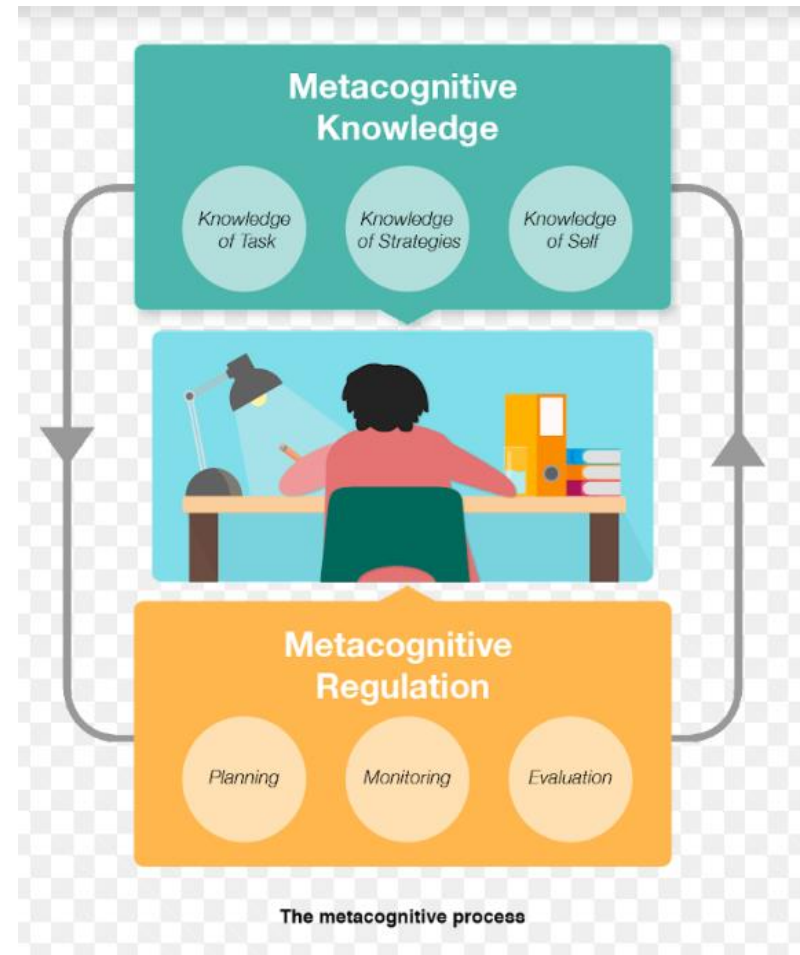 Metacognitive
Knowledge
Knowledge
of Task
Knowledge
of Strategies
Knowledge
of Self
Metacognitive
Regulation
Planning
Monitoring
Evaluation
The metacognitive process